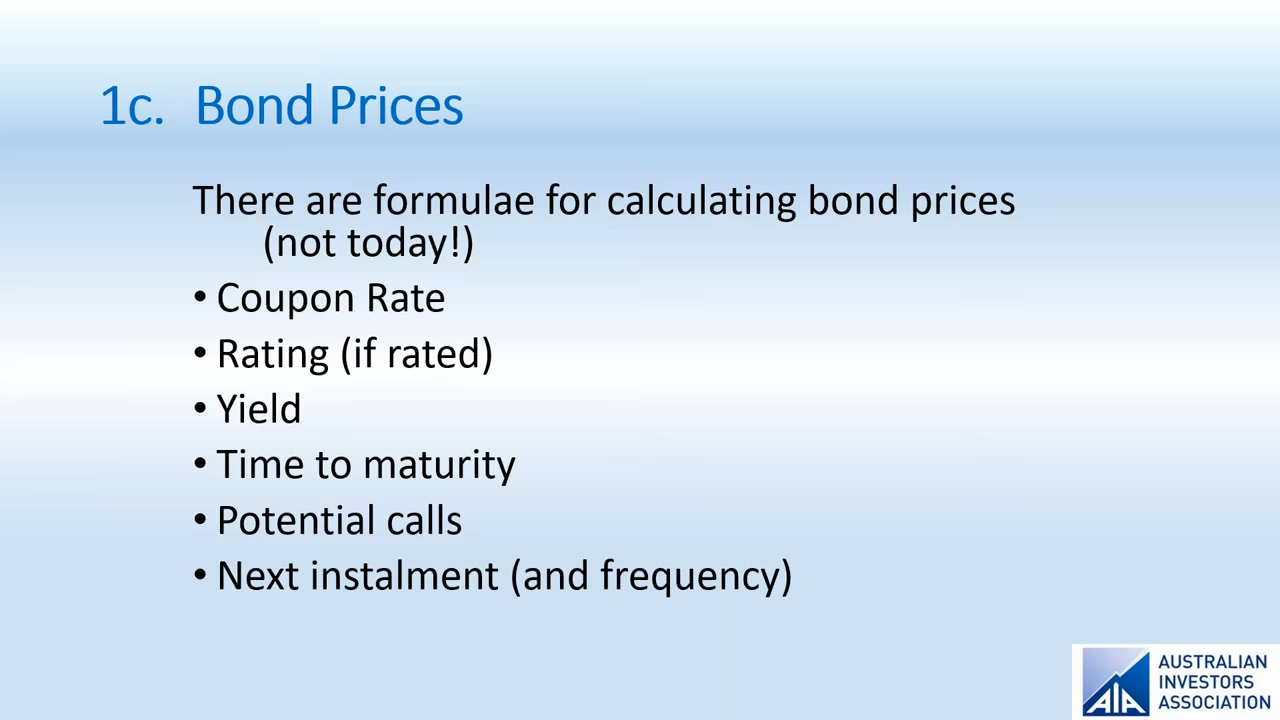 1c. Bond Prices
There are formulae for calculating bond prices
(not today!)
• Coupon Rate
• Rating (if rated)
• Yield
• Time to maturity
• Potential calls
• Next instalment (and frequency)
AIA
AUSTRALIAN
INVESTORS
ASSOCIATION